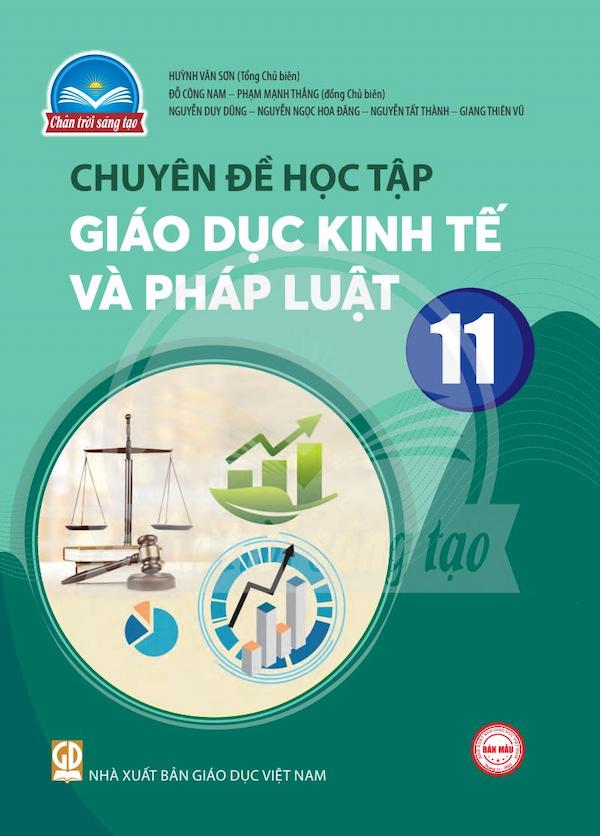 HUỲNH VĂN SƠN (Tổng Chủ biên)
ĐỖ CÔNG NAM – PHẠM MẠNH THẮNG (đồng Chủ biên)
NGUYỄN DUY DŨNG – NGUYỄN NGỌC HOA ĐĂNG – NGUYỄN TẤT THÀNH – GIANG THIÊN VŨ
Chân trời sáng tạo
CHUYÊN ĐỀ HỌC TẬP
GIÁO DỤC KINH TẾ
VÀ PHÁP LUẬT
11
sáng tạo
BẢN MẪU
NHÀ XUẤT BẢN GIÁO DỤC VIỆT NAM